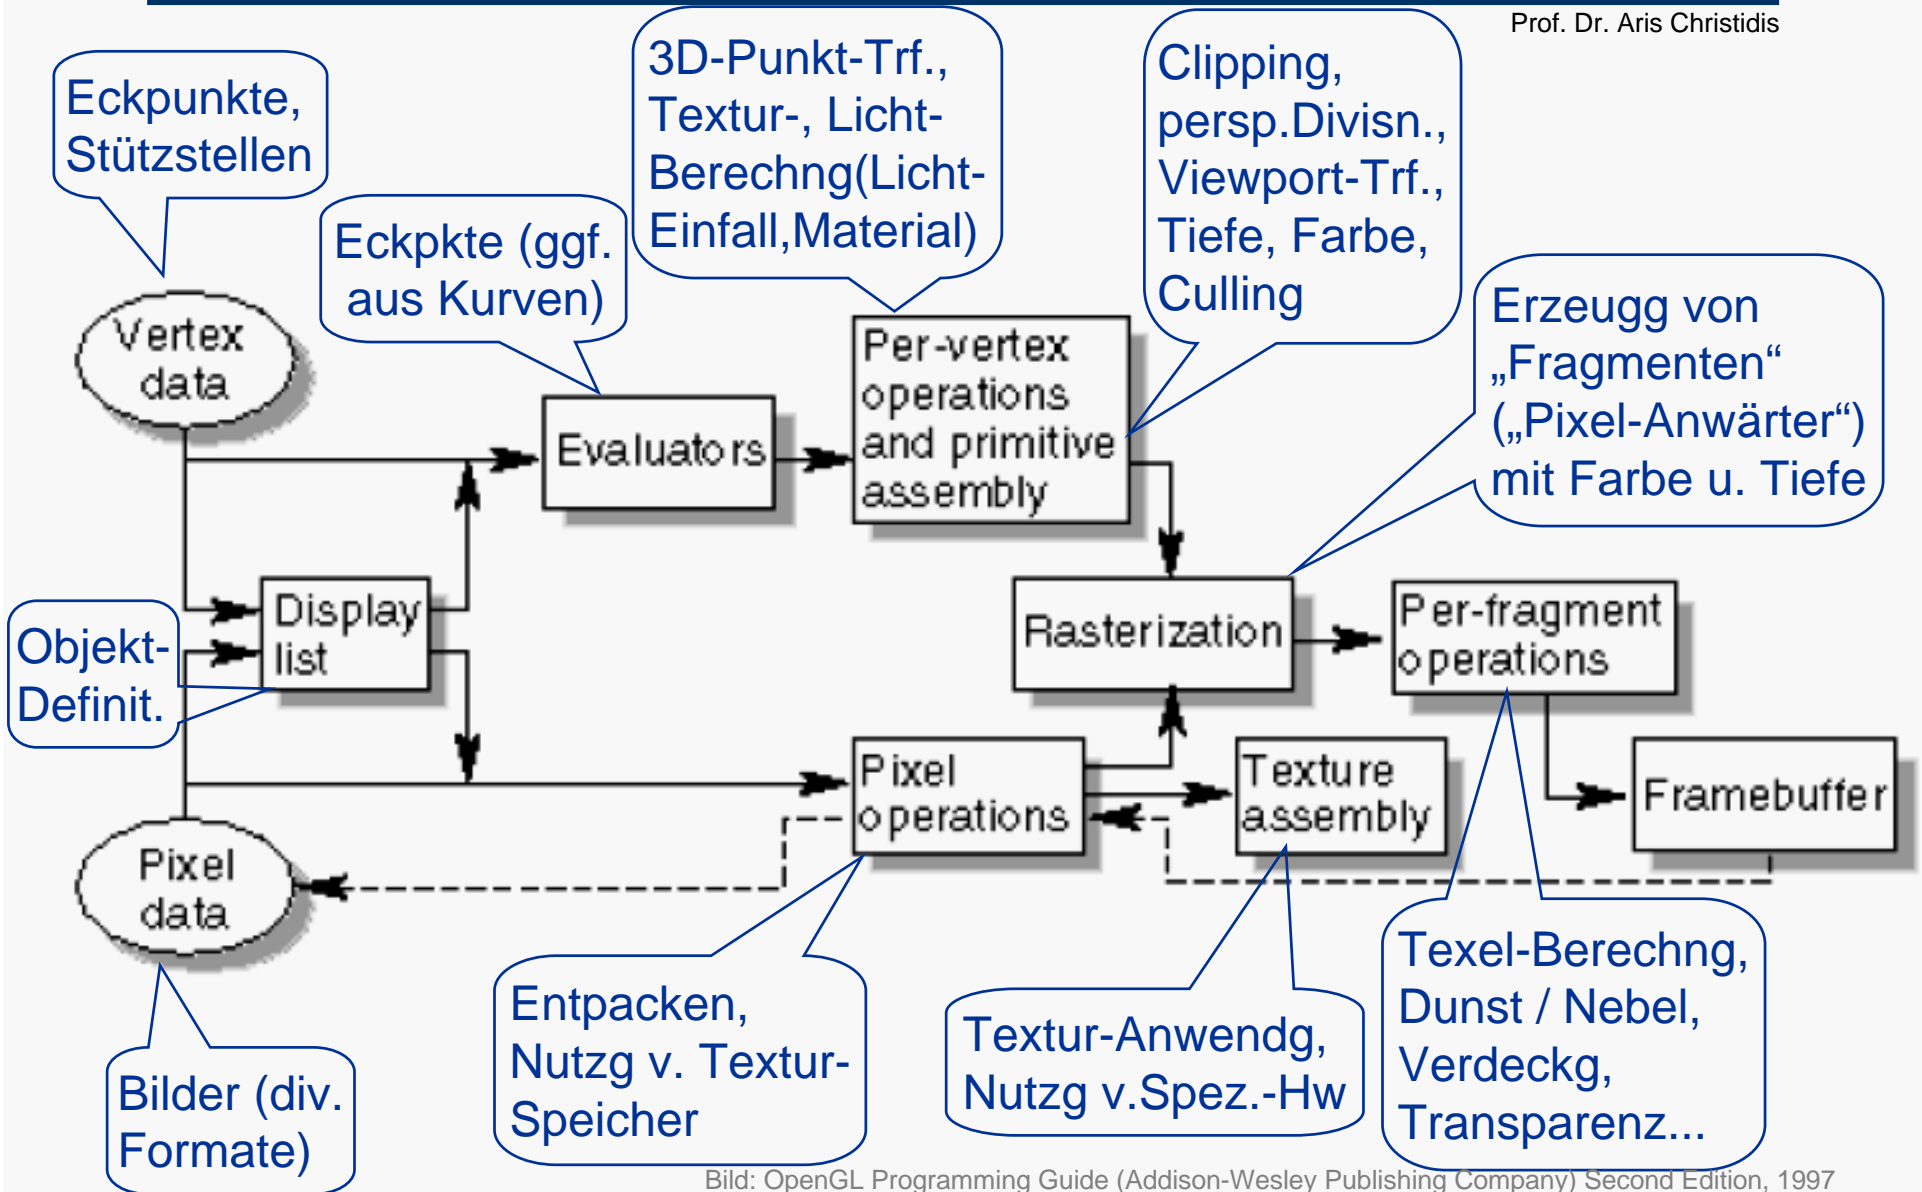 Prof. Dr. Aris Christidis
Eckpunkte,
Stützstellen
3D-Punkt-Trf.,
Textur-, Licht-
Berechng(Licht-
Einfall,Material)
Clipping,
persp.Divisn.,
Viewport-Trf.,
Tiefe, Farbe,
Culling
Eckpkte (ggf.
aus Kurven)
Erzeugg von
„Fragmenten“
(„Pixel-Anwärter“)
mit Farbe u. Tiefe
Vertex
data
Evaluators
Per-vertex
operations
and primitive
assembly
Objekt-
Definit.
Display
list
Rasterization
Per-fragment
operations
Pixel
operations
Texture
assembly
Framebuffer
Pixel
data
Bilder (div.
Formate)
Entpacken,
Nutzg v. Textur-
Speicher
Textur-Anwendg,
Nutzg v.Spez.-Hw
Texel-Berechng,
Dunst / Nebel,
Verdeckg,
Transparenz...
Bild: OpenGL Programming Guide (Addison-Wesley Publishing Company) Second Edition, 1997